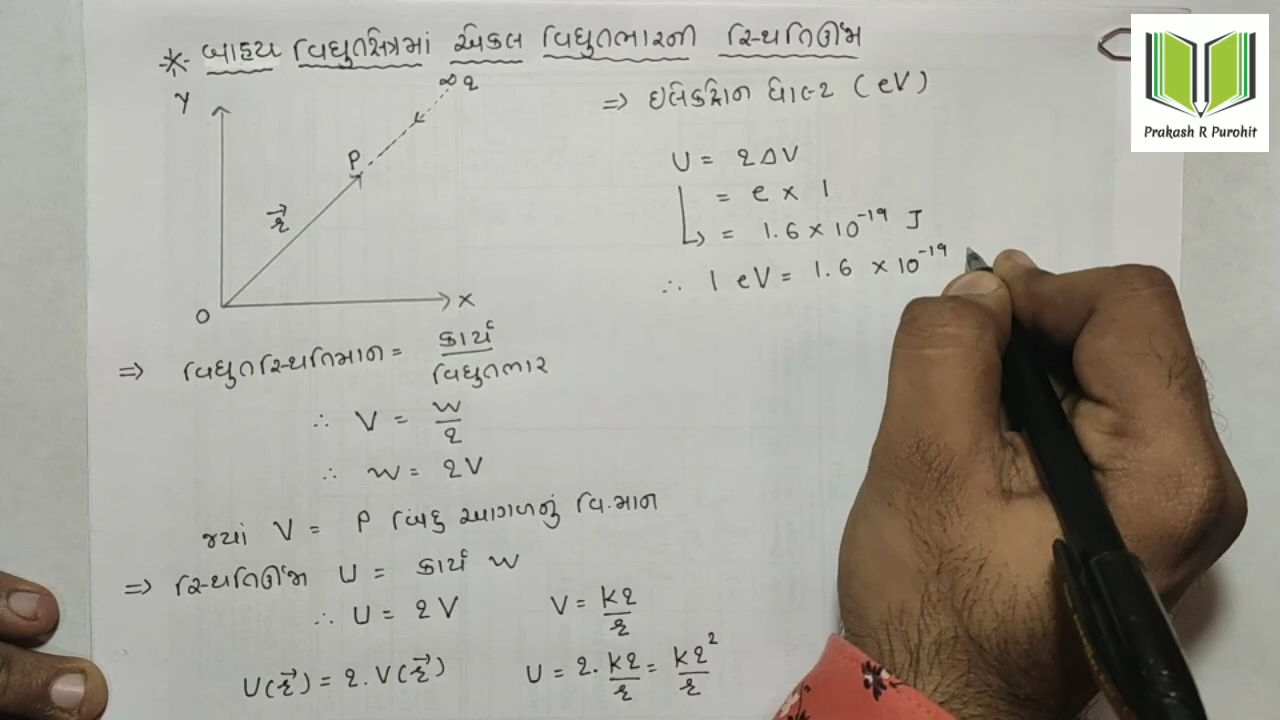 * બાહ્ય વિદ્યુતક્ષેત્રમાં એકલ વિદ્યુતભારની સ્થિતિઊર્જા
Prakash R Purohit
Y
∞ q
P
r⃗
O
X
⇒ વિદ્યુતસ્થિતિમાન = કાર્ય / વિદ્યુતભાર
∴ V = W / q
∴ W = qV
જ્યાં V = P બિંદુ આગળનું વિ.માન
⇒ સ્થિતિઊર્જા U = કાર્ય W
∴ U = qV
V = kq / r
U(r⃗) = q. V(r⃗)
U = q. kq / r = kq² / r
⇒ ઇલેક્ટ્રોન વોલ્ટ (eV)
U = qΔV
= e × 1
= 1.6 × 10⁻¹⁹ J
∴ 1 eV = 1.6 × 10⁻¹⁹